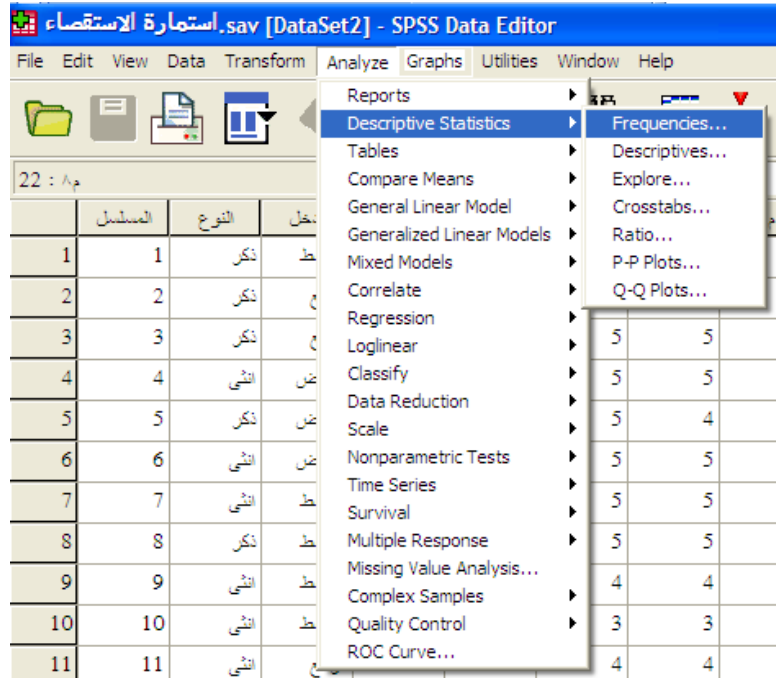 استمارة الاستقصاء.sav [DataSet2] - SPSS Data Editor
File Edit View Data Transform Analyze Graphs Utilities Window Help
Reports
Descriptive Statistics
Tables
Compare Means
General Linear Model
Generalized Linear Models
Mixed Models
Correlate
Regression
Loglinear
Classify
Data Reduction
Scale
Nonparametric Tests
Time Series
Survival
Multiple Response
Missing Value Analysis...
Complex Samples
Quality Control
ROC Curve...
Frequencies...
Descriptives...
Explore...
Crosstabs...
Ratio...
P-P Plots...
Q-Q Plots...
22 : م٨
المسلسل النوع
1 1 ذكر
2 2 ذكر
3 3 ذكر 5 5
4 4 انثى 5 5
5 5 ذكر 5 4
6 6 انثى 5 5
7 7 انثى 5 5
8 8 ذكر 5 5
9 9 انثى 4 4
10 10 انثى 3 3
11 11 انثى 4 4